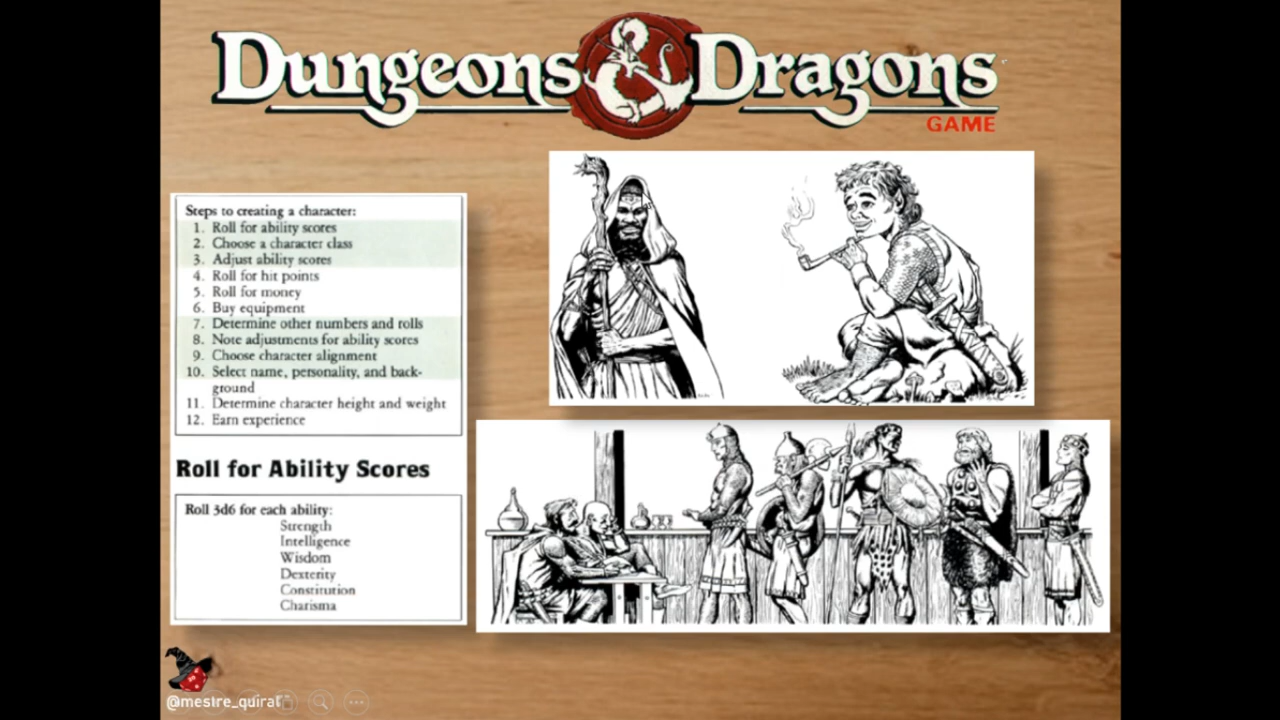 Dungeons & Dragons
GAME
Steps to creating a character:
1. Roll for ability scores
2. Choose a character class
3. Adjust ability scores
4. Roll for hit points
5. Roll for money
6. Buy equipment
7. Determine other numbers and rolls
8. Note adjustments for ability scores
9. Choose character alignment
10. Select name, personality, and back-
ground
11. Determine character height and weight
12. Earn experience
Roll for Ability Scores
Roll 3d6 for each ability:
Strength
Intelligence
Wisdom
Dexterity
Constitution
Charisma